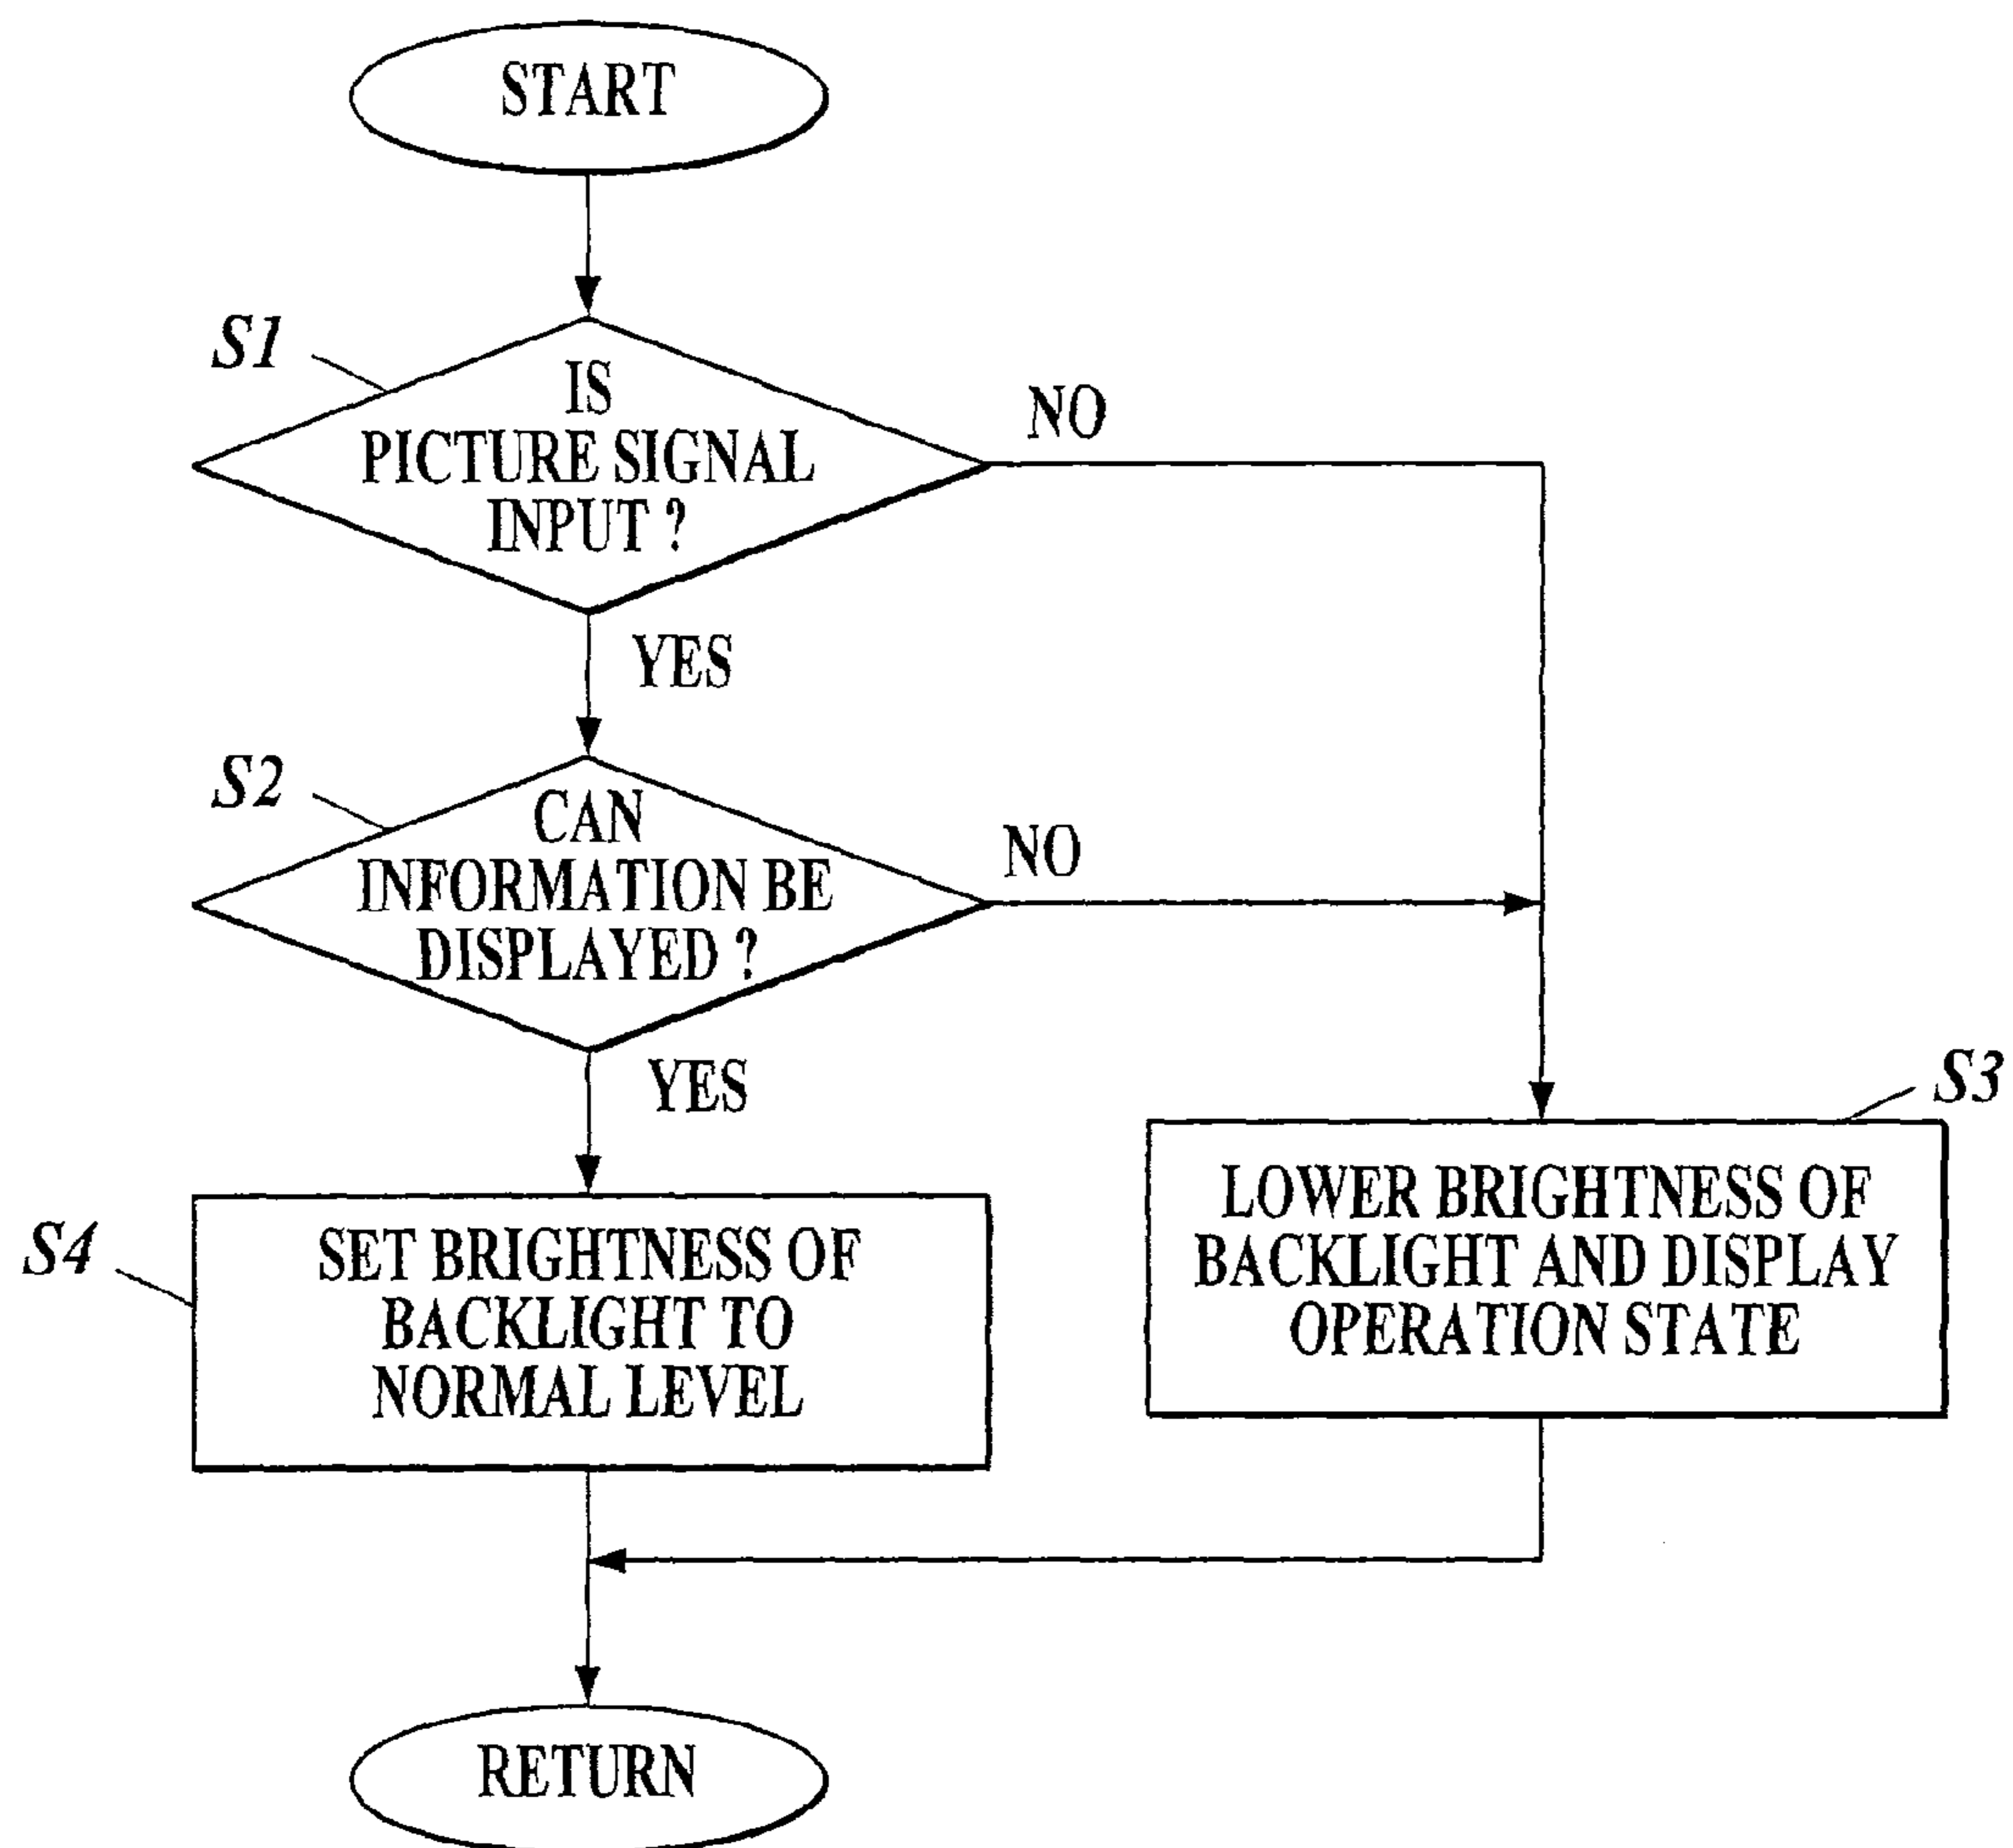 START
S1
IS
PICTURE SIGNAL
INPUT ?
NO
YES
S2
CAN
INFORMATION BE
DISPLAYED ?
NO
YES
S3
LOWER BRIGHTNESS OF
BACKLIGHT AND DISPLAY
OPERATION STATE
S4
SET BRIGHTNESS OF
BACKLIGHT TO
NORMAL LEVEL
RETURN